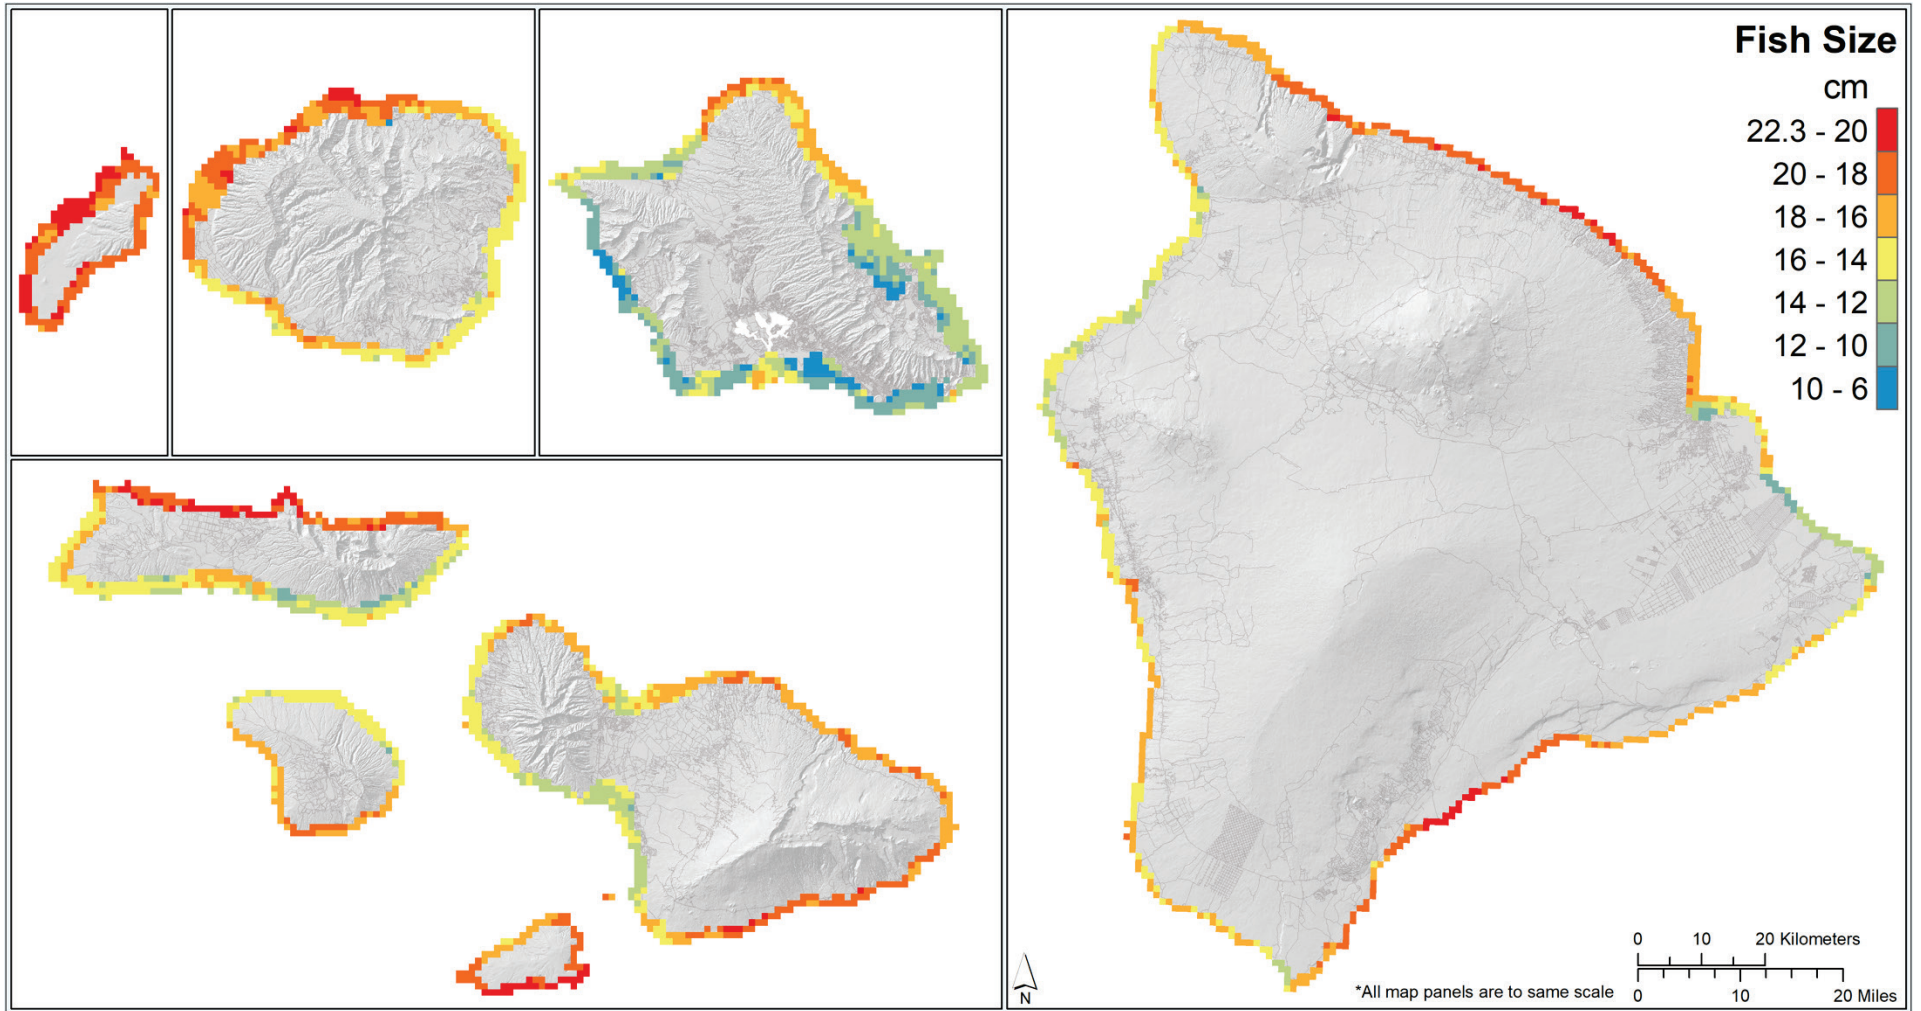 Fish Size
cm
22.3 - 20
20 - 18
18 - 16
16 - 14
14 - 12
12 - 10
10 - 6
0 10 20 Kilometers
0 10 20 Miles
*All map panels are to same scale
N